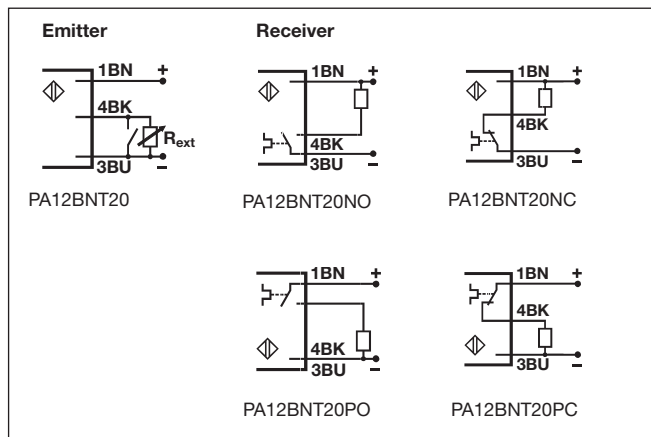 Emitter
Receiver
1BN +
4BK
Rext
3BU −
PA12BNT20
1BN +
4BK
3BU −
PA12BNT20NO
1BN +
4BK
3BU −
PA12BNT20NC
1BN +
4BK
3BU −
PA12BNT20PO
1BN +
4BK
3BU −
PA12BNT20PC